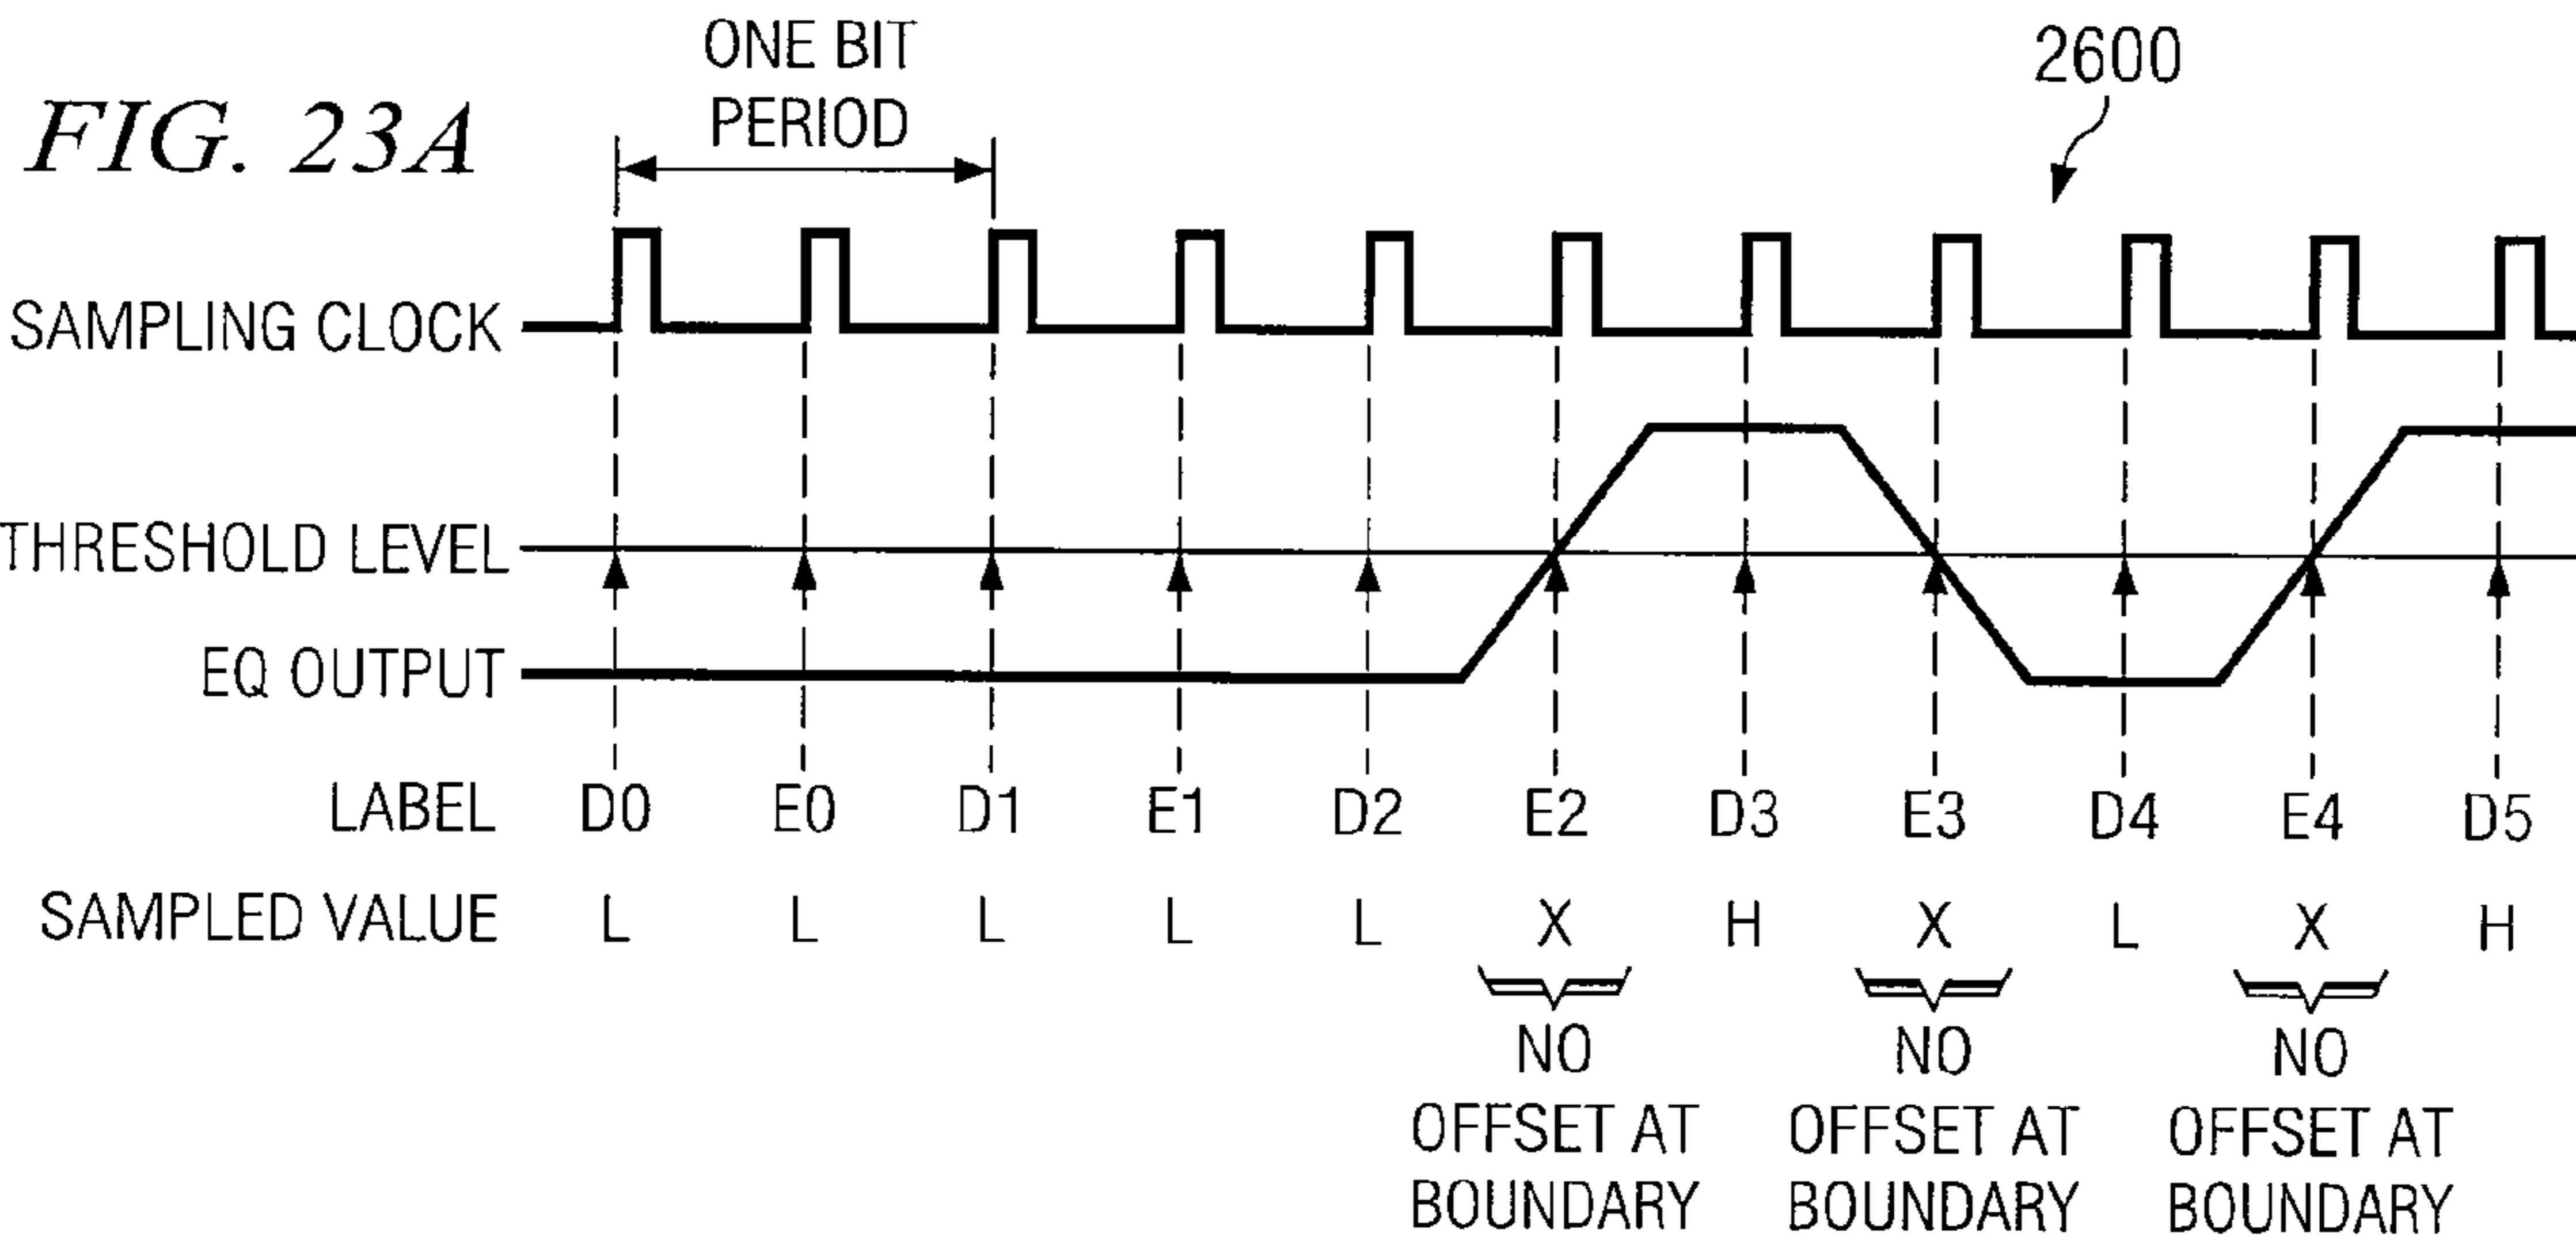 ONE BIT
PERIOD
2600
FIG. 23A
SAMPLING CLOCK
THRESHOLD LEVEL
EQ OUTPUT
LABEL D0 E0 D1 E1 D2 E2 D3 E3 D4 E4 D5
SAMPLED VALUE L L L L L X H X L X H
NO NO NO
OFFSET AT OFFSET AT OFFSET AT
BOUNDARY BOUNDARY BOUNDARY